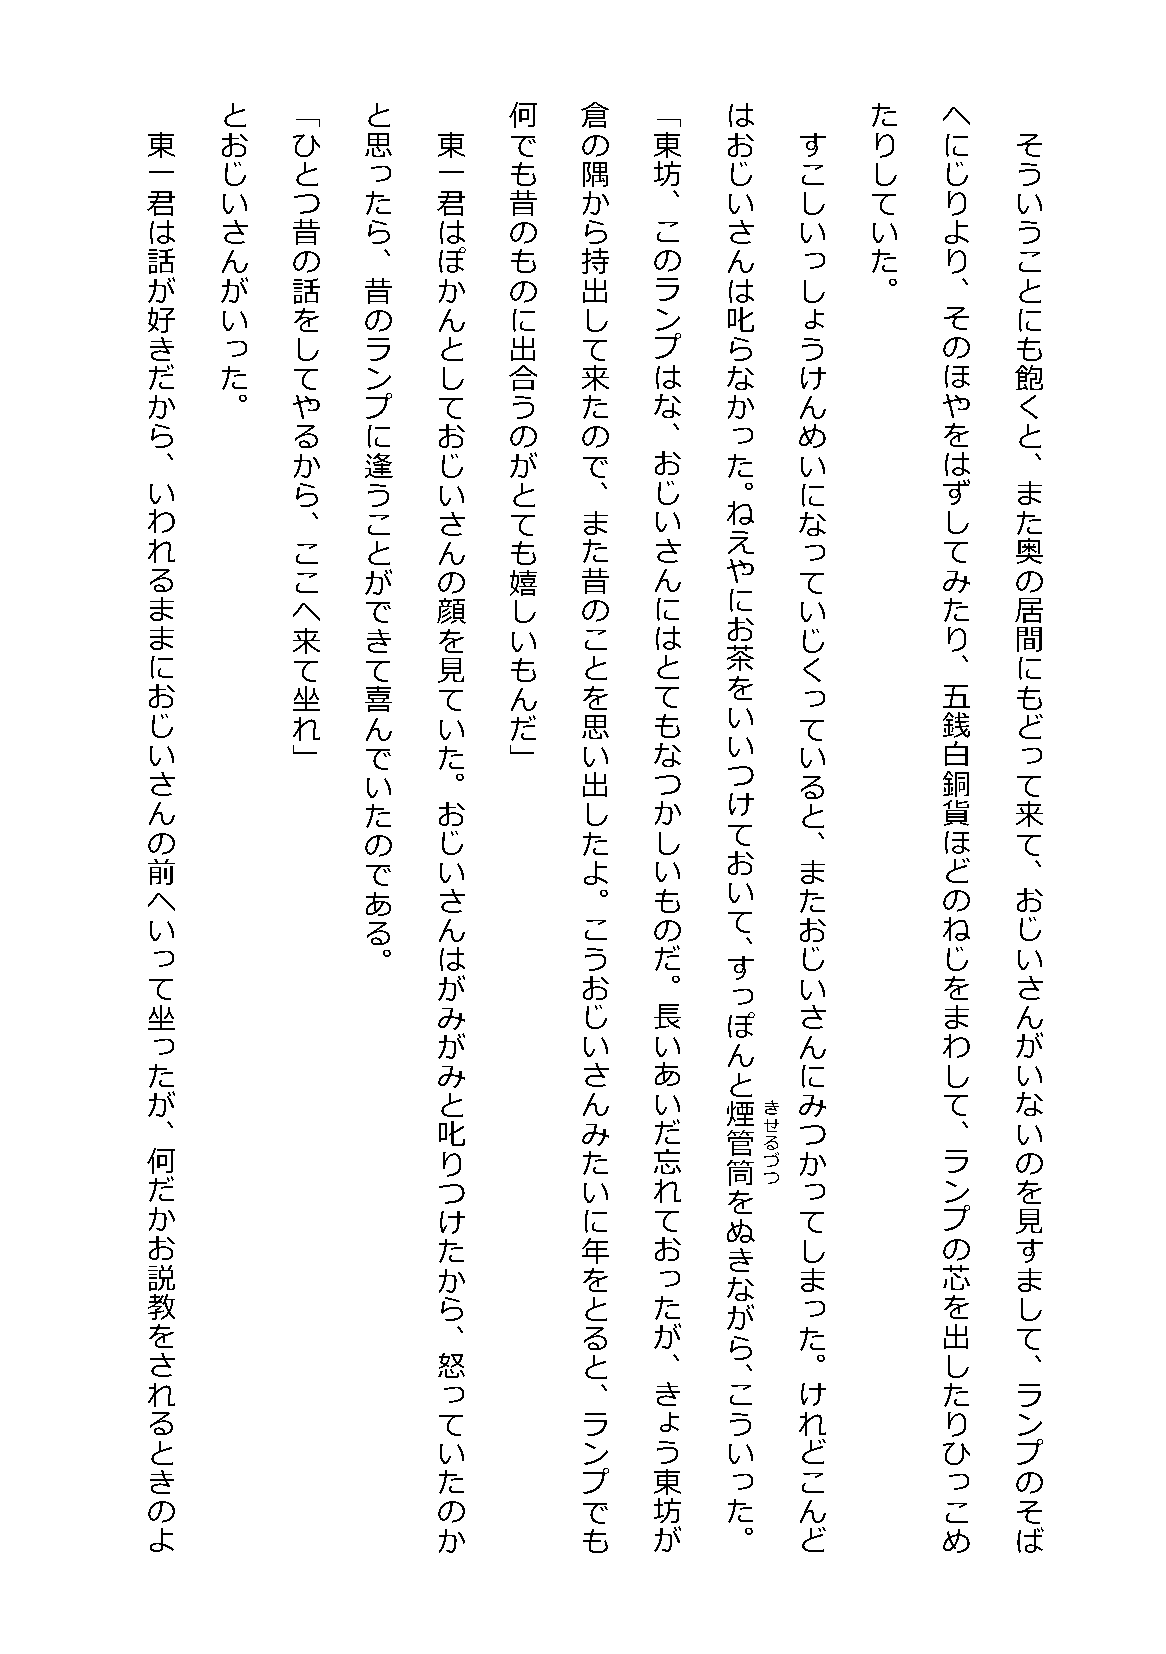 そういうことにも飽くと、また奥の居間にもどって来て、おじいさんがいないのを見すまして、ランプのそば
へにじりより、そのほやをはずしてみたり、五銭白銅貨ほどのねじをまわして、ランプの芯を出したりひっこめ
たりしていた。
すこしいっしょうけんめいになっていじくっていると、またおじいさんにみつかってしまった。けれどこんど
はおじいさんは叱らなかった。ねえやにお茶をいいつけておいて、すっぽんと煙管筒をぬきながら、こういった。
きせるづつ
「東坊、このランプはな、おじいさんにはとてもなつかしいものだ。長いあいだ忘れておったが、きょう東坊が
倉の隅から持出して来たので、また昔のことを思い出したよ。こうおじいさんみたいに年をとると、ランプでも
何でも昔のものに出合うのがとても嬉しいもんだ」
東一君はぽかんとしておじいさんの顔を見ていた。おじいさんはがみがみと叱りつけたから、怒っていたのか
と思ったら、昔のランプに逢うことができて喜んでいたのである。
「ひとつ昔の話をしてやるから、ここへ来て坐れ」
とおじいさんがいった。
東一君は話が好きだから、いわれるままにおじいさんの前へいって坐ったが、何だかお説教をされるときのよ